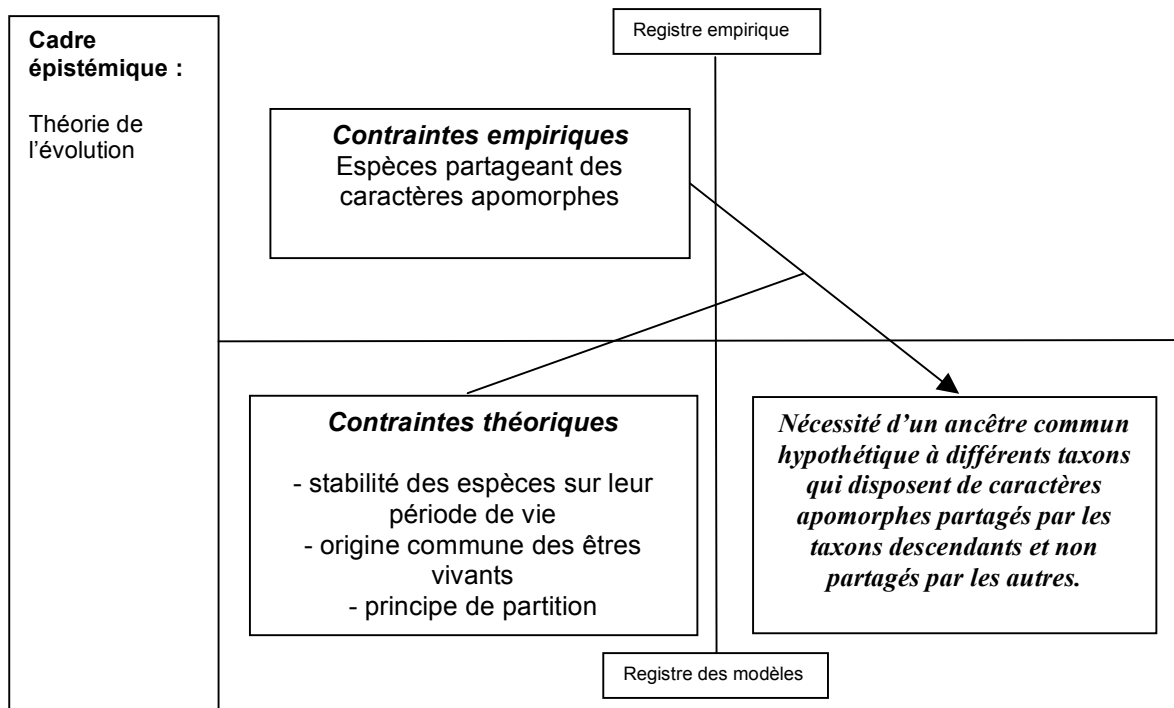 Cadre
épistémique :
Théorie de
l'évolution
Registre empirique
Contraintes empiriques
Espèces partageant des
caractères apomorphes
Contraintes théoriques
- stabilité des espèces sur leur
période de vie
- origine commune des êtres
vivants
- principe de partition
Nécessité d'un ancêtre commun
hypothétique à différents taxons
qui disposent de caractères
apomorphes partagés par les
taxons descendants et non
partagés par les autres.
Registre des modèles